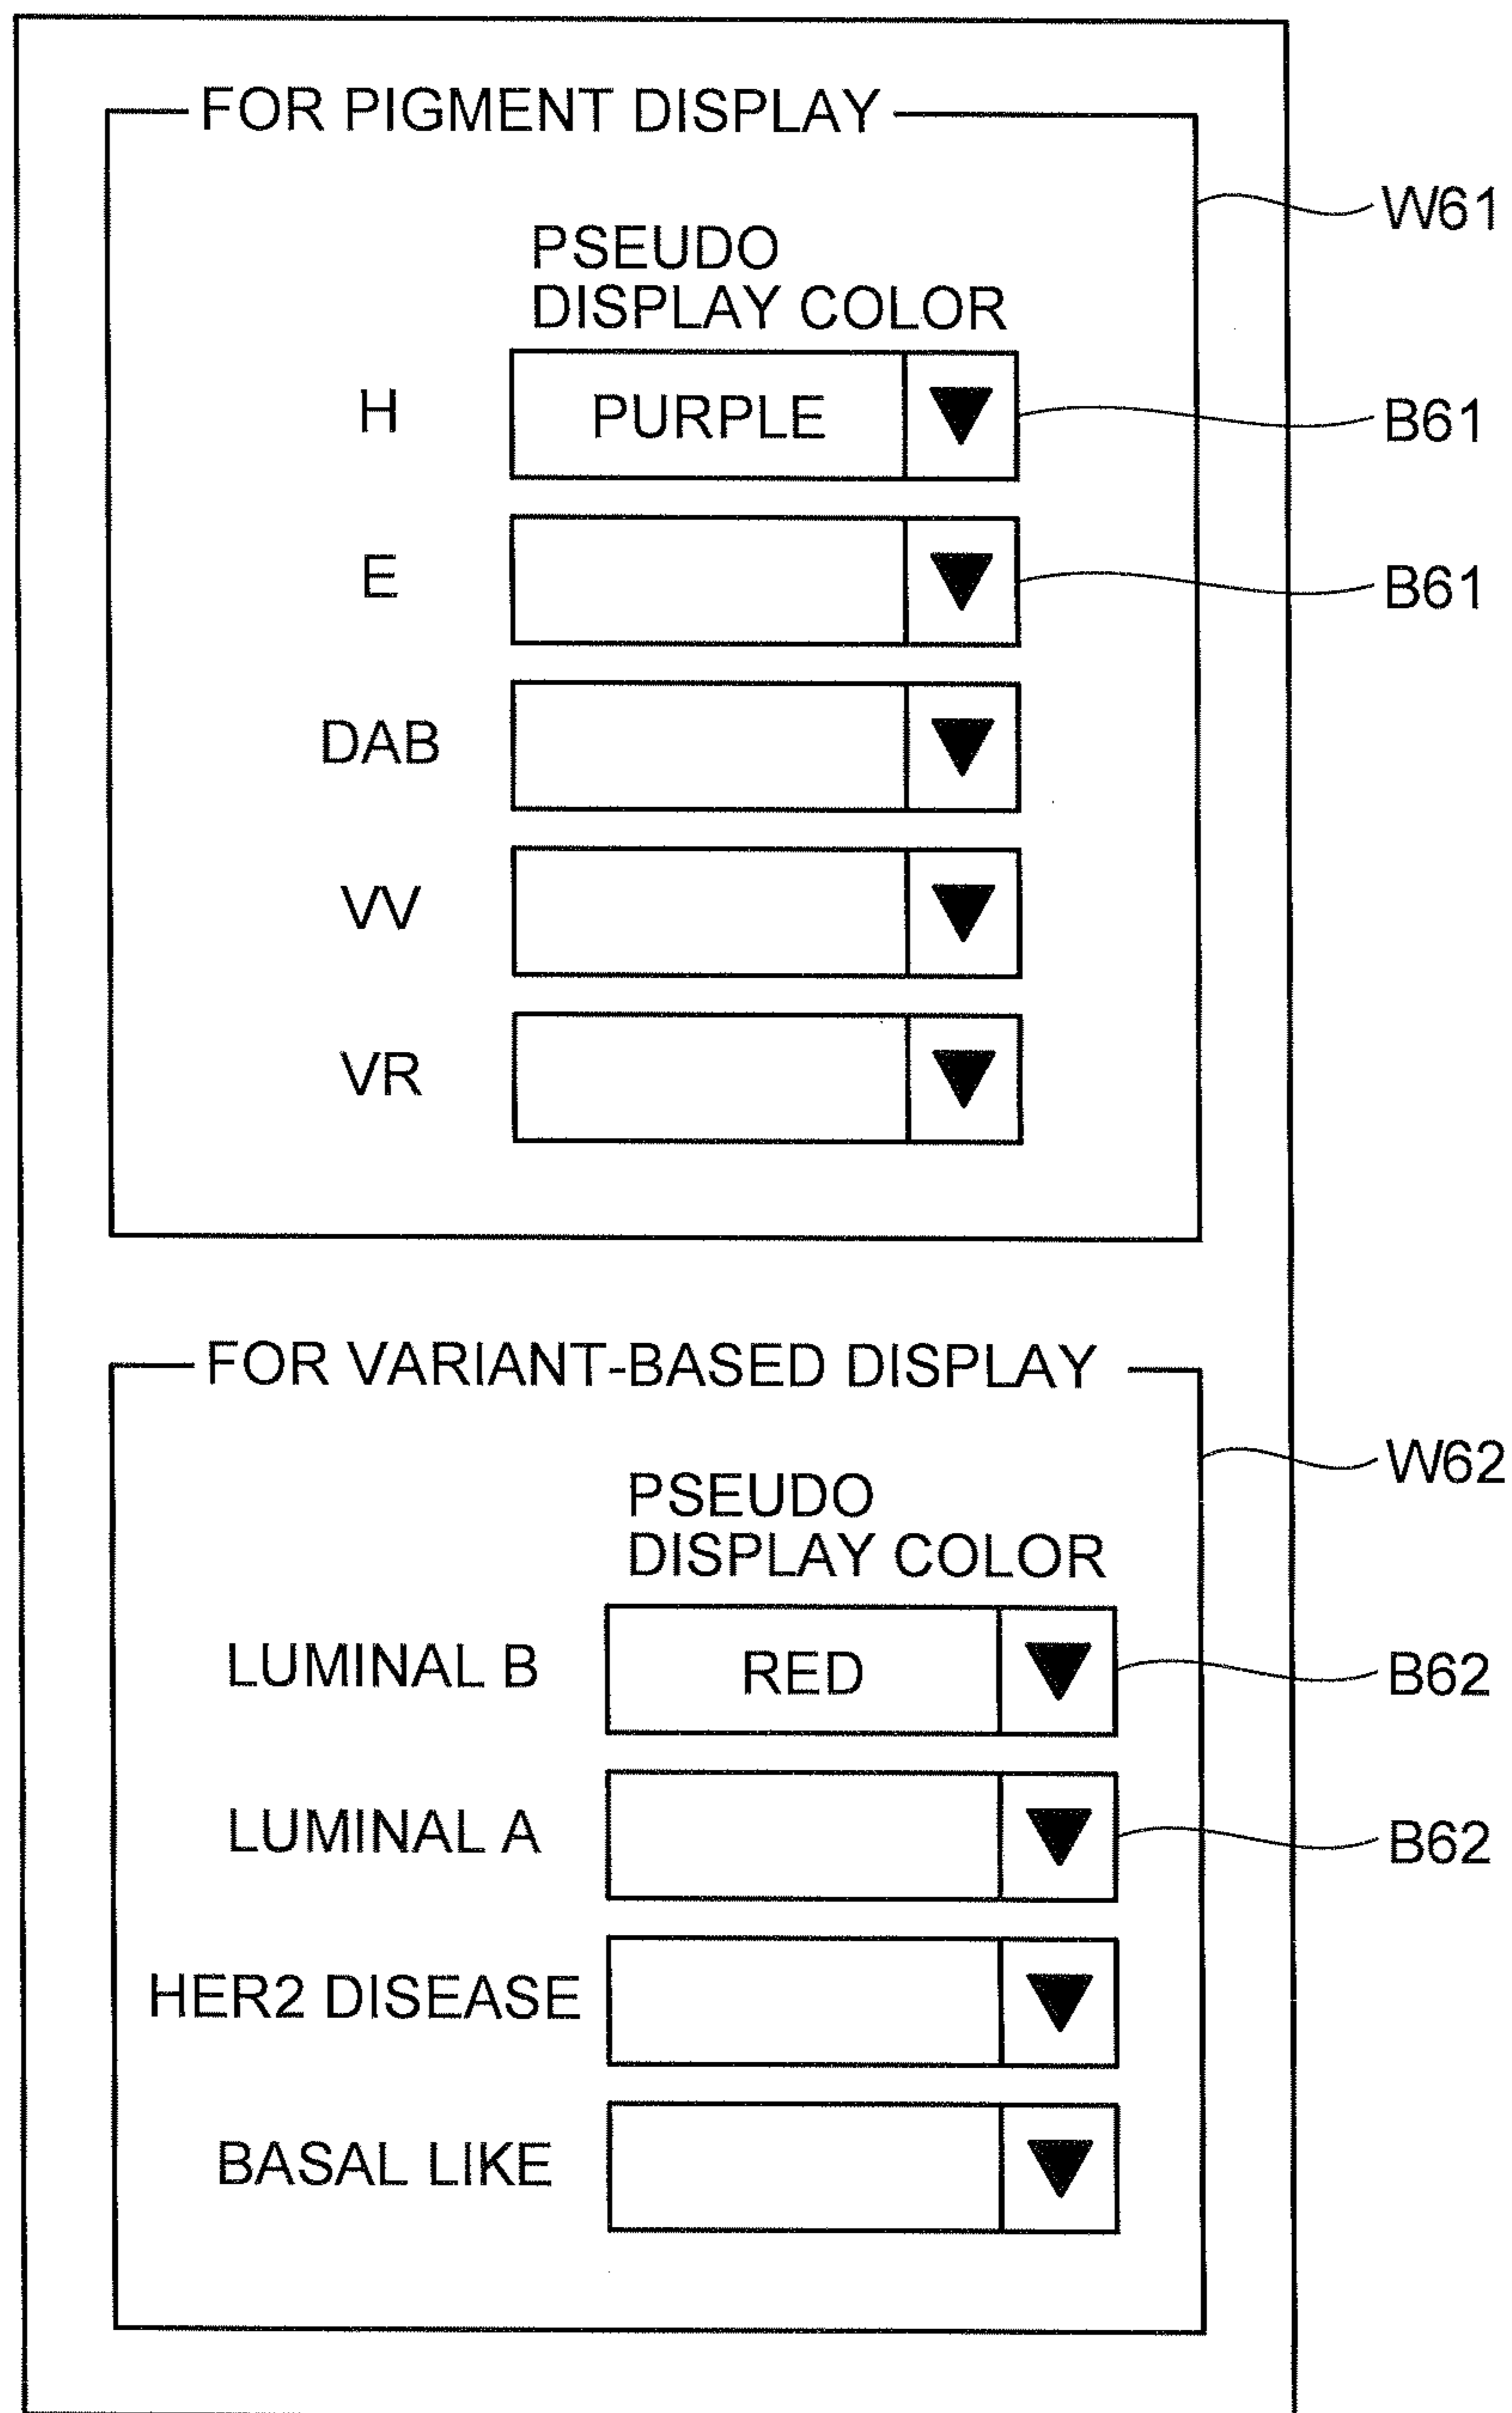 FOR PIGMENT DISPLAY
W61
PSEUDO
DISPLAY COLOR
H PURPLE B61
E B61
DAB
VV
VR
FOR VARIANT-BASED DISPLAY
W62
PSEUDO
DISPLAY COLOR
LUMINAL B RED B62
LUMINAL A B62
HER2 DISEASE
BASAL LIKE